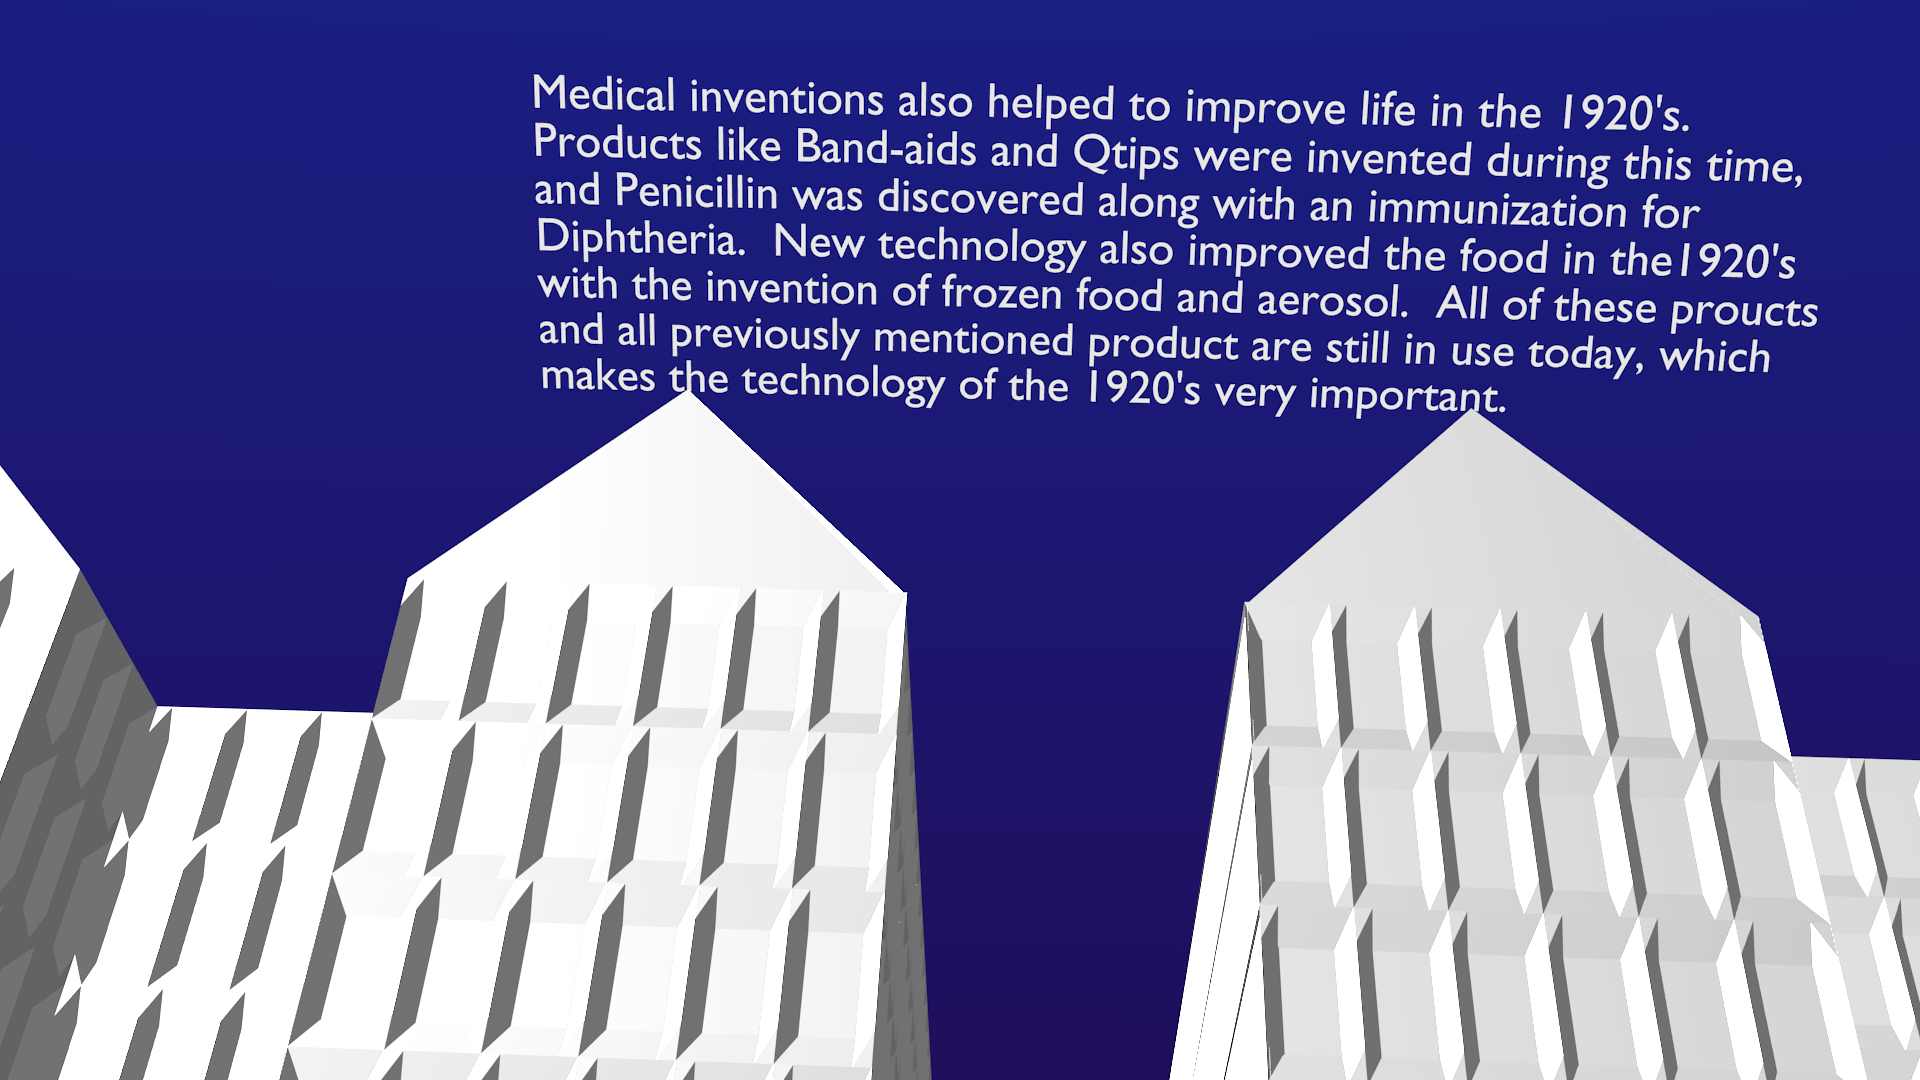 Medical inventions also helped to improve life in the 1920's.
Products like Band-aids and Qtips were invented during this time,
and Penicillin was discovered along with an immunization for
Diphtheria.  New technology also improved the food in the1920's
with the invention of frozen food and aerosol.  All of these proucts
and all previously mentioned product are still in use today, which
makes the technology of the 1920's very important.